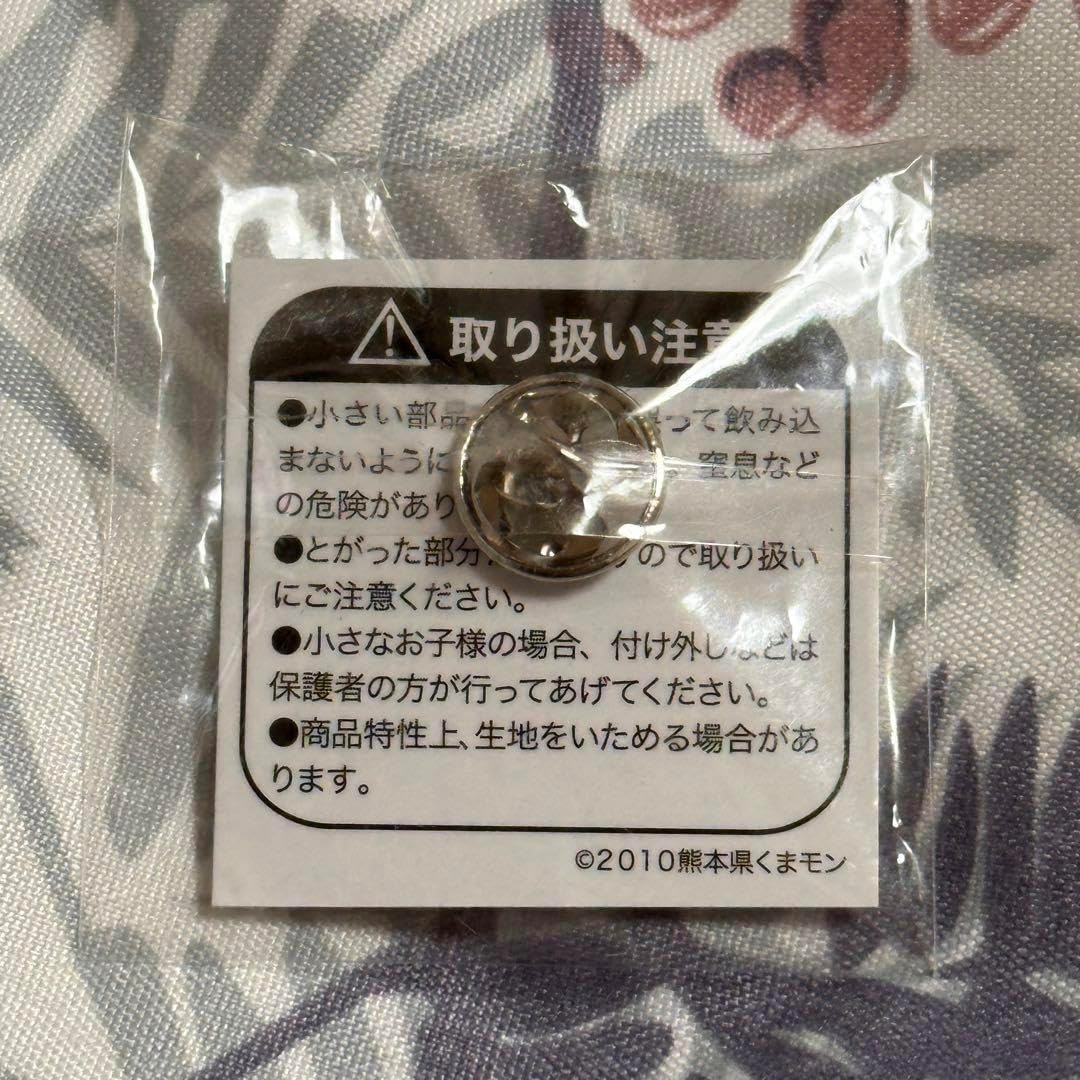 取り扱い注意
●小さい部品 って飲み込
まないように 。窒息など
の危険があり
●とがった部分 ので取り扱い
にご注意ください。
●小さなお子様の場合、付け外しなどは
保護者の方が行ってあげてください。
●商品特性上、生地をいためる場合があ
ります。
©2010熊本県くまモン